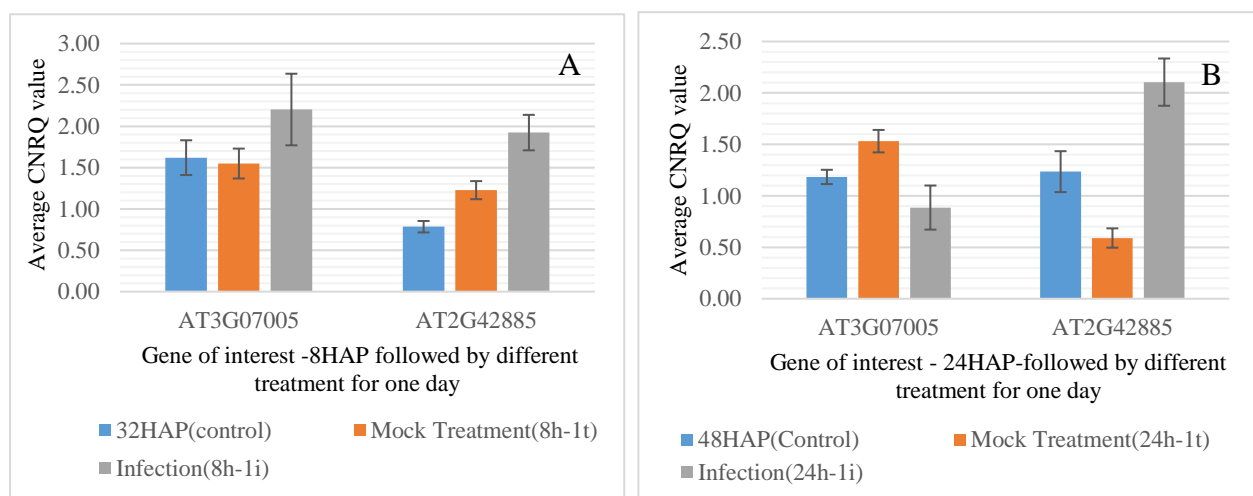 A
Average CNRQ value
3.00
2.50
2.00
1.50
1.00
0.50
0.00
AT3G07005 AT2G42885
Gene of interest -8HAP followed by different
treatment for one day
32HAP(control) Mock Treatment(8h-1t)
Infection(8h-1i)
B
Average CNRQ value
2.50
2.00
1.50
1.00
0.50
0.00
AT3G07005 AT2G42885
Gene of interest - 24HAP-followed by different
treatment for one day
48HAP(Control) Mock Treatment(24h-1t)
Infection(24h-1i)